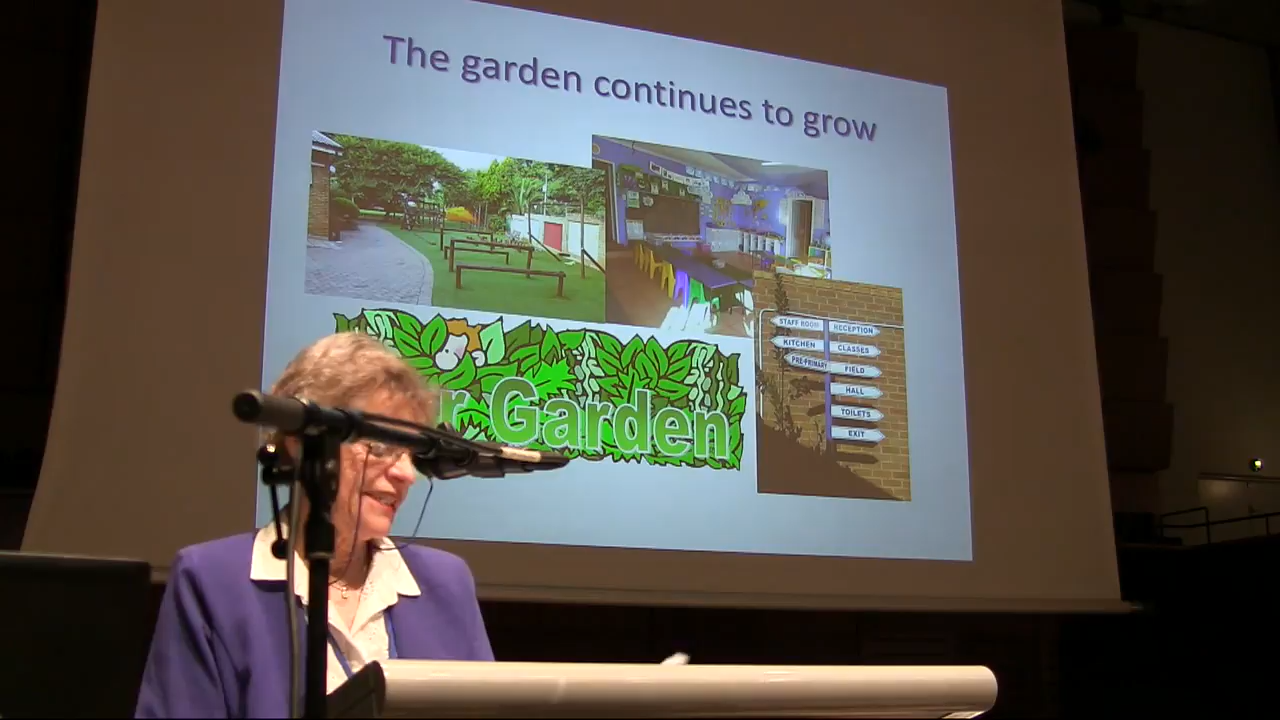 The garden continues to grow
STAFF ROOM
RECEPTION
KITCHEN
CLASSES
PRE-PRIMARY
FIELD
HALL
TOILETS
EXIT
Garden